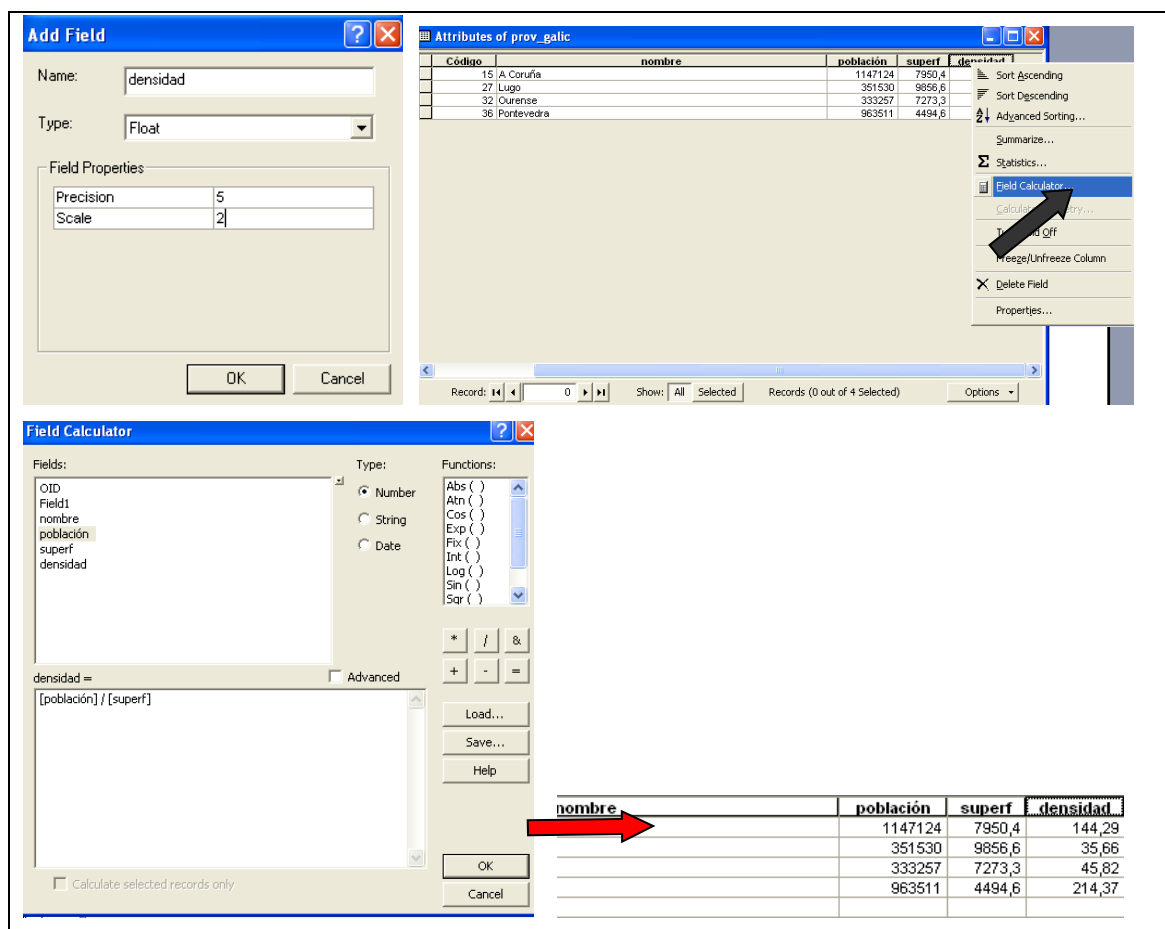 Add Field
Name: densidad
Type: Float
Field Properties
Precision 5
Scale 2
OK Cancel
Attributes of prov_galic
Código nombre población superf densidad
15 A Coruña 1147124 7950,4
27 Lugo 351530 9856,6
32 Ourense 333257 7273,3
36 Pontevedra 963511 4494,6
Sort Ascending
Sort Descending
Advanced Sorting...
Summarize...
Statistics...
Field Calculator...
Off
Freeze/Unfreeze Column
Delete Field
Properties...
Record: 0 Show: All Selected Records (0 out of 4 Selected) Options
Field Calculator
Fields: Type: Functions:
OID
Field1
nombre
población
superf
densidad
Number
String
Date
Abs ( )
Atn ( )
Cos ( )
Exp ( )
Fix ( )
Int ( )
Log ( )
Sin ( )
Sqr ( )
* / &
+ - =
densidad =
Advanced
[población] / [superf]
Load...
Save...
Help
OK
Cancel
Calculate selected records only
nombre población superf densidad
1147124 7950,4 144,29
351530 9856,6 35,66
333257 7273,3 45,82
963511 4494,6 214,37